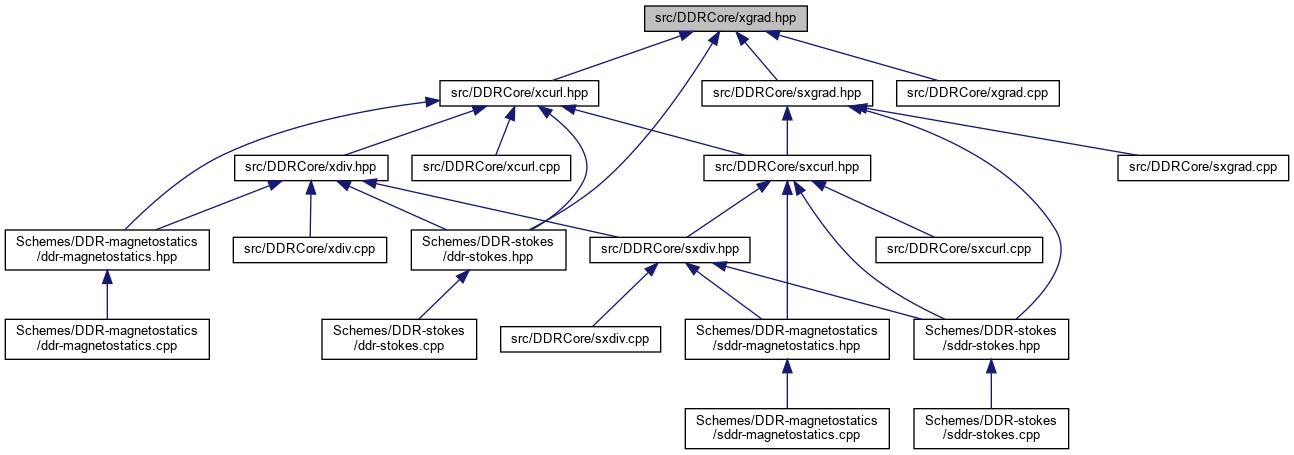 src/DDRCore/xgrad.hpp
src/DDRCore/xcurl.hpp
src/DDRCore/sxgrad.hpp
src/DDRCore/xgrad.cpp
src/DDRCore/xdiv.hpp
src/DDRCore/xcurl.cpp
src/DDRCore/sxcurl.hpp
src/DDRCore/sxgrad.cpp
Schemes/DDR-magnetostatics
/ddr-magnetostatics.hpp
src/DDRCore/xdiv.cpp
Schemes/DDR-stokes
/ddr-stokes.hpp
src/DDRCore/sxdiv.hpp
src/DDRCore/sxcurl.cpp
Schemes/DDR-magnetostatics
/ddr-magnetostatics.cpp
Schemes/DDR-stokes
/ddr-stokes.cpp
src/DDRCore/sxdiv.cpp
Schemes/DDR-magnetostatics
/sddr-magnetostatics.hpp
Schemes/DDR-stokes
/sddr-stokes.hpp
Schemes/DDR-magnetostatics
/sddr-magnetostatics.cpp
Schemes/DDR-stokes
/sddr-stokes.cpp